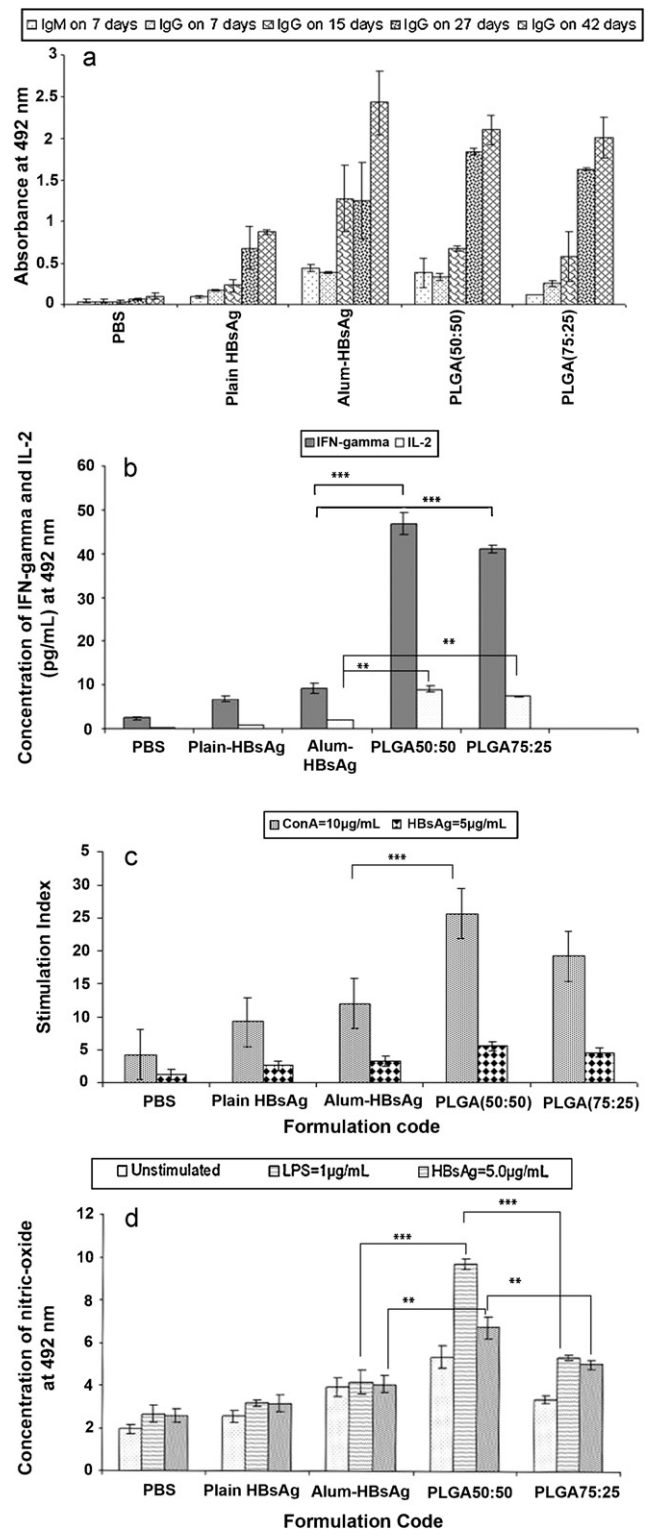 IgM on 7 days IgG on 7 days IgG on 15 days IgG on 27 days IgG on 42 days
a
Absorbance at 492 nm
3
2.5
2
1.5
1
0.5
0
PBS
Plain HBsAg
Alum-HBsAg
PLGA(50:50)
PLGA(75:25)
b
IFN-gamma IL-2
Concentration of IFN-gamma and IL-2
(pg/mL) at 492 nm
60
50
40
30
20
10
0
***
***
**
**
PBS Plain-HBsAg Alum- PLGA50:50 PLGA75:25
HBsAg
ConA=10µg/mL HBsAg=5µg/mL
c
Stimulation Index
5
30
25
20
15
10
5
0
***
PBS Plain HBsAg Alum-HBsAg PLGA(50:50) PLGA(75:25)
Formulation code
Unstimulated LPS=1µg/mL HBsAg=5.0µg/mL
d
Concentration of nitric-oxide
at 492 nm
12
10
8
6
4
2
0
***
***
**
**
PBS Plain HBsAg Alum-HBsAg PLGA50:50 PLGA75:25
Formulation Code